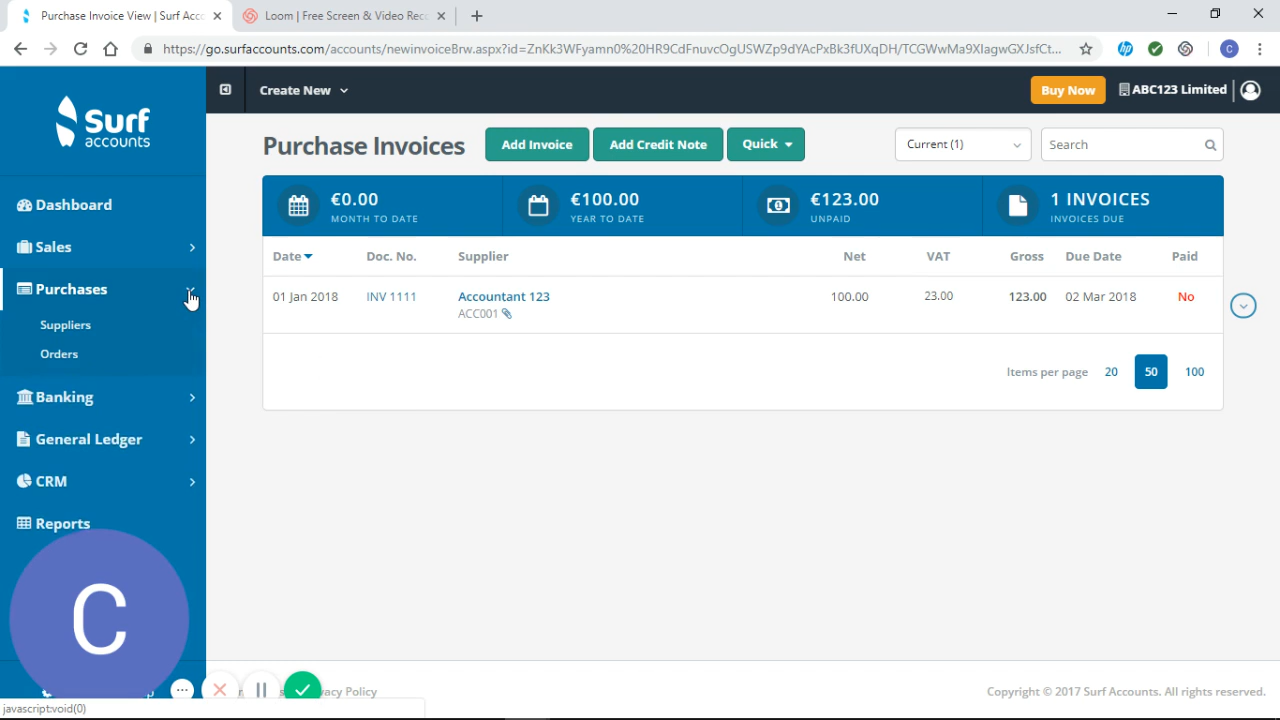 Purchase Invoice View | Surf Acc
Loom | Free Screen & Video Rec
https://go.surfaccounts.com/accounts/newinvoiceBrw.aspx?id=ZnKk3WFyamn0%20HR9CdFnuvcOgUSWZp9dYAcPxBk3fUXqDH/TCGWwMa9XIagwGXJsfCt...
hp
C
Surf
accounts
Create New
Buy Now
ABC123 Limited
Purchase Invoices
Add Invoice
Add Credit Note
Quick
Current (1)
Search
Dashboard
Sales
Purchases
Suppliers
Orders
Banking
General Ledger
CRM
Reports
€0.00
MONTH TO DATE
€100.00
YEAR TO DATE
€123.00
UNPAID
1 INVOICES
INVOICES DUE
Date Doc. No. Supplier Net VAT Gross Due Date Paid
01 Jan 2018 INV 1111 Accountant 123 100.00 23.00 123.00 02 Mar 2018 No
ACC001
Items per page 20 50 100
C
acy Policy
Copyright © 2017 Surf Accounts. All rights reserved.
javascript:void(0)